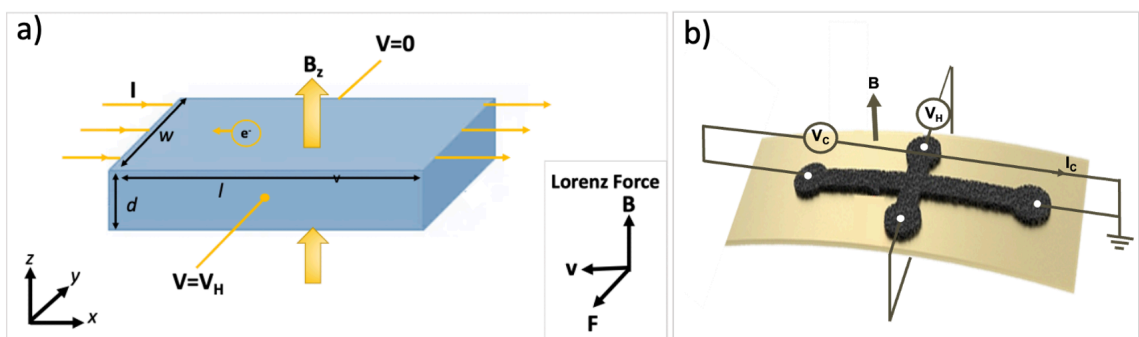 a)
V=0
B_z
I
w
e-
l
v
d
V=V_H
z
y
x
Lorenz Force
B
v
F
b)
B
V_H
V_C
I_C